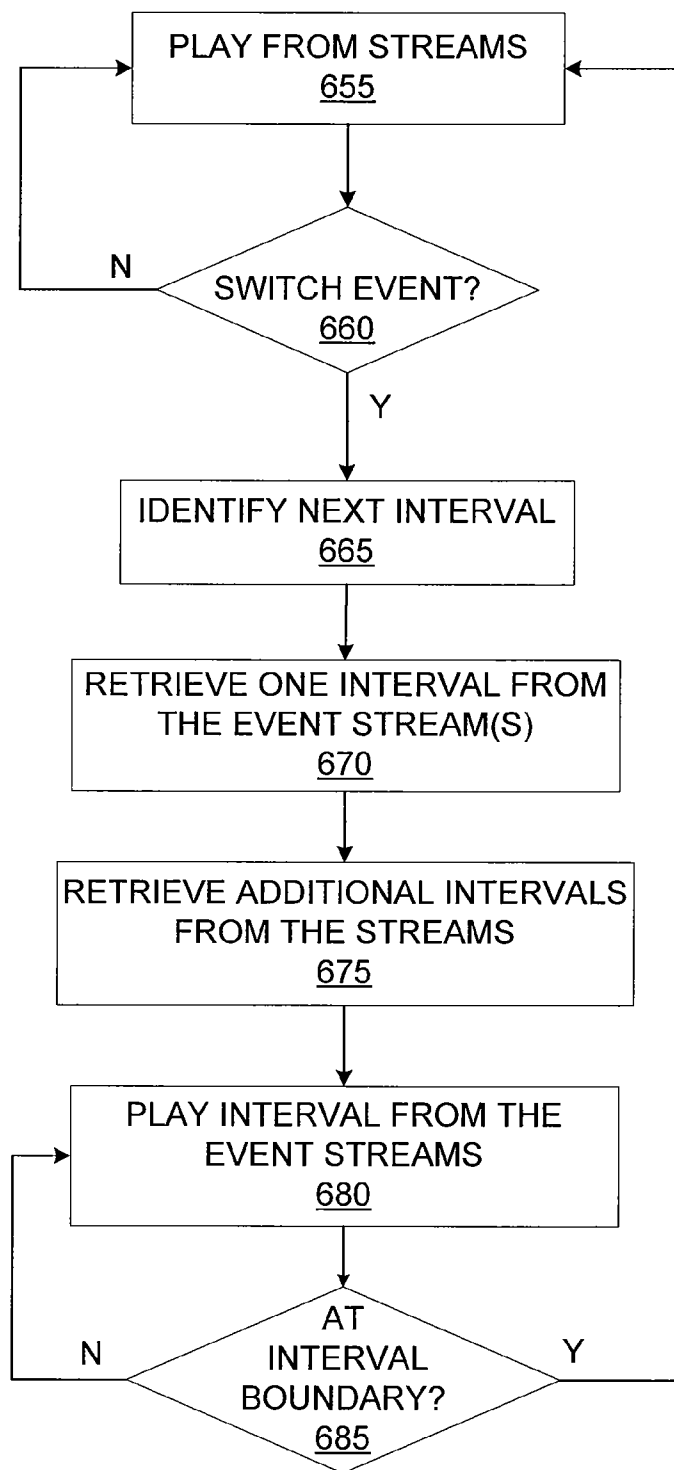 PLAY FROM STREAMS
655
SWITCH EVENT?
660
N
Y
IDENTIFY NEXT INTERVAL
665
RETRIEVE ONE INTERVAL FROM
THE EVENT STREAM(S)
670
RETRIEVE ADDITIONAL INTERVALS
FROM THE STREAMS
675
PLAY INTERVAL FROM THE
EVENT STREAMS
680
AT
INTERVAL
BOUNDARY?
685
N
Y